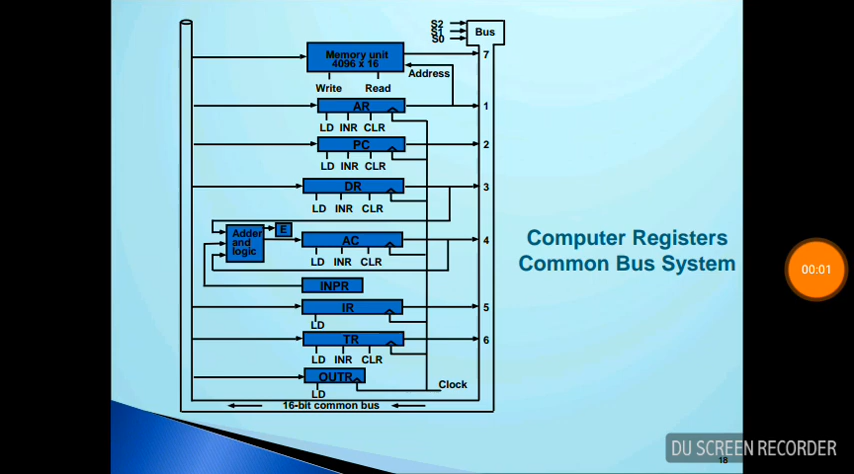 S2
S1
S0
Bus
Memory unit
4096 x 16
7
Address
Write Read
AR
1
LD INR CLR
PC
2
LD INR CLR
DR
3
LD INR CLR
Adder
and
logic
E
AC
4
LD INR CLR
Computer Registers
Common Bus System
00:01
INPR
IR
5
LD
TR
6
LD INR CLR
OUTR
Clock
LD
16-bit common bus
DU SCREEN RECORDER
18